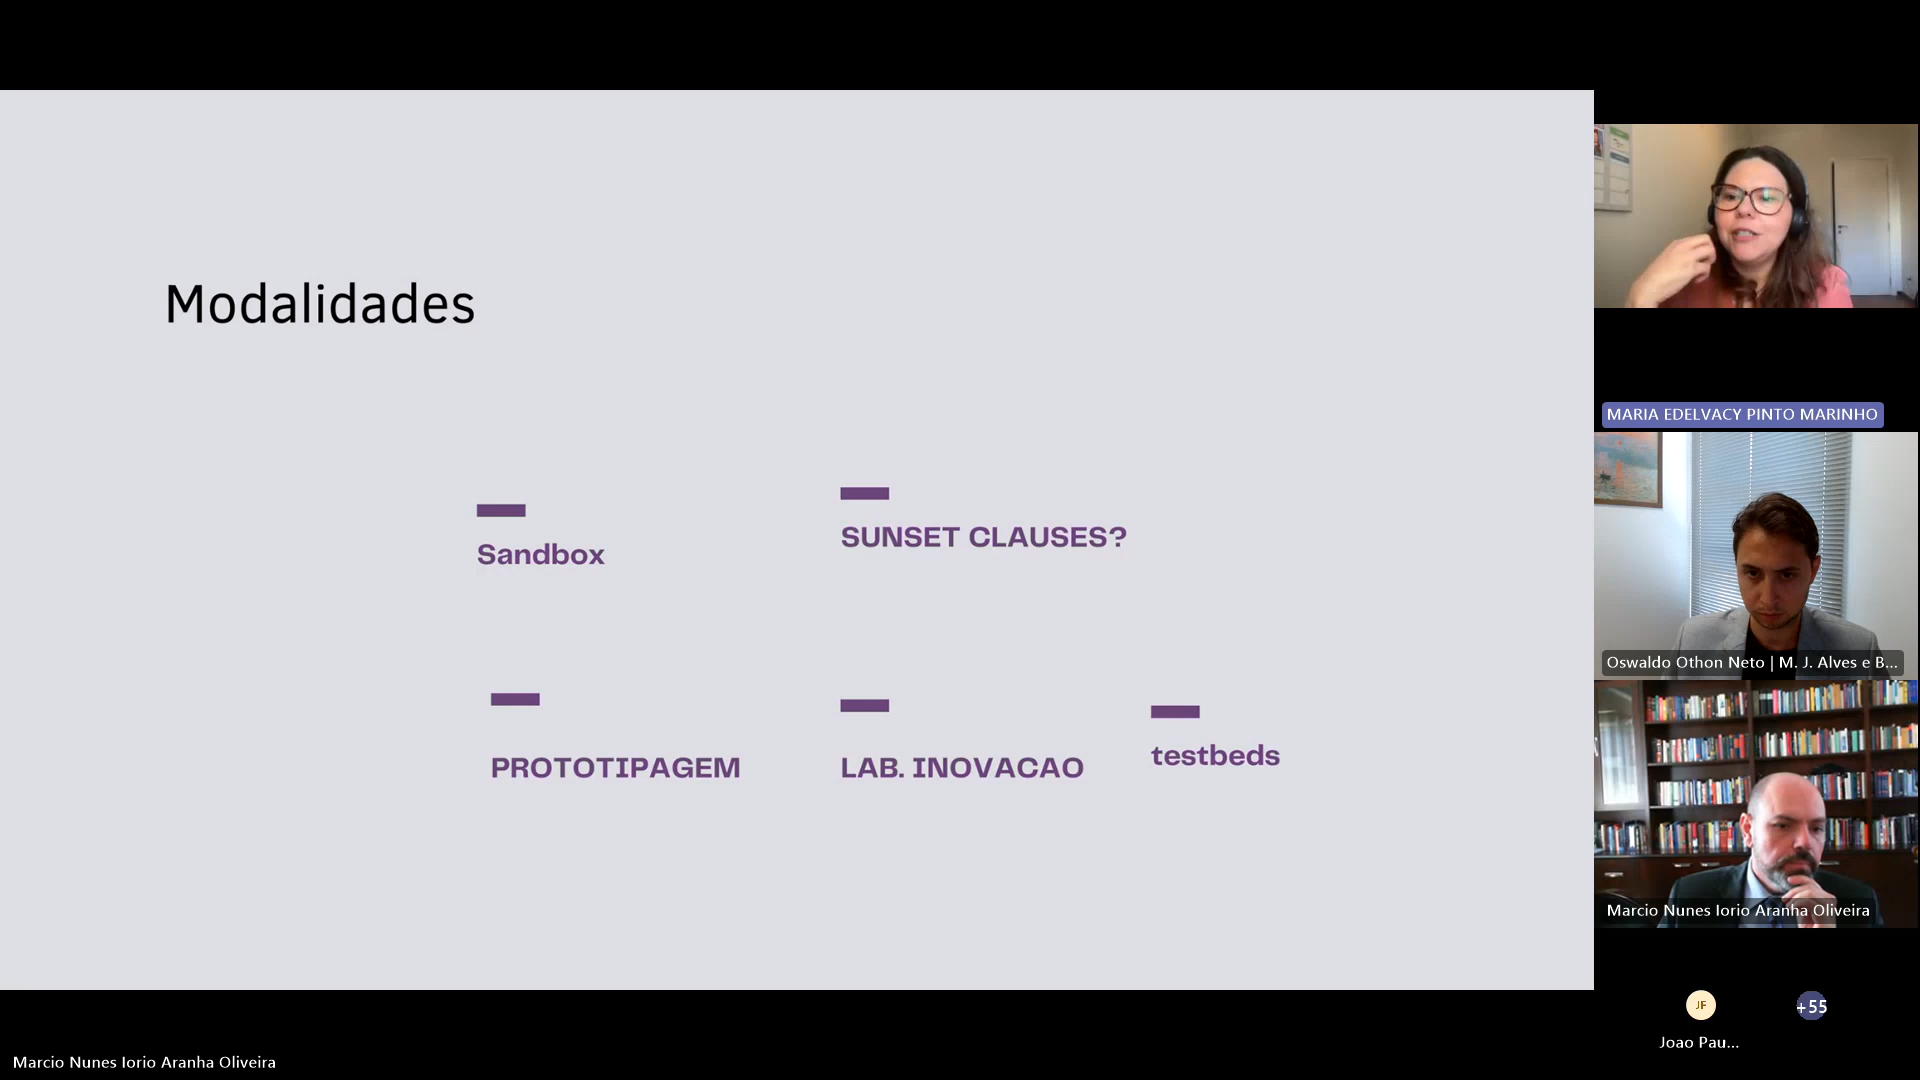 Modalidades
SUNSET CLAUSES?
Sandbox
PROTOTIPAGEM
LAB. INOVACAO
testbeds
MARIA EDELVACY PINTO MARINHO
Oswaldo Othon Neto | M. J. Alves e B...
Marcio Nunes Iorio Aranha Oliveira
JF
+55
Joao Pau...
Marcio Nunes Iorio Aranha Oliveira